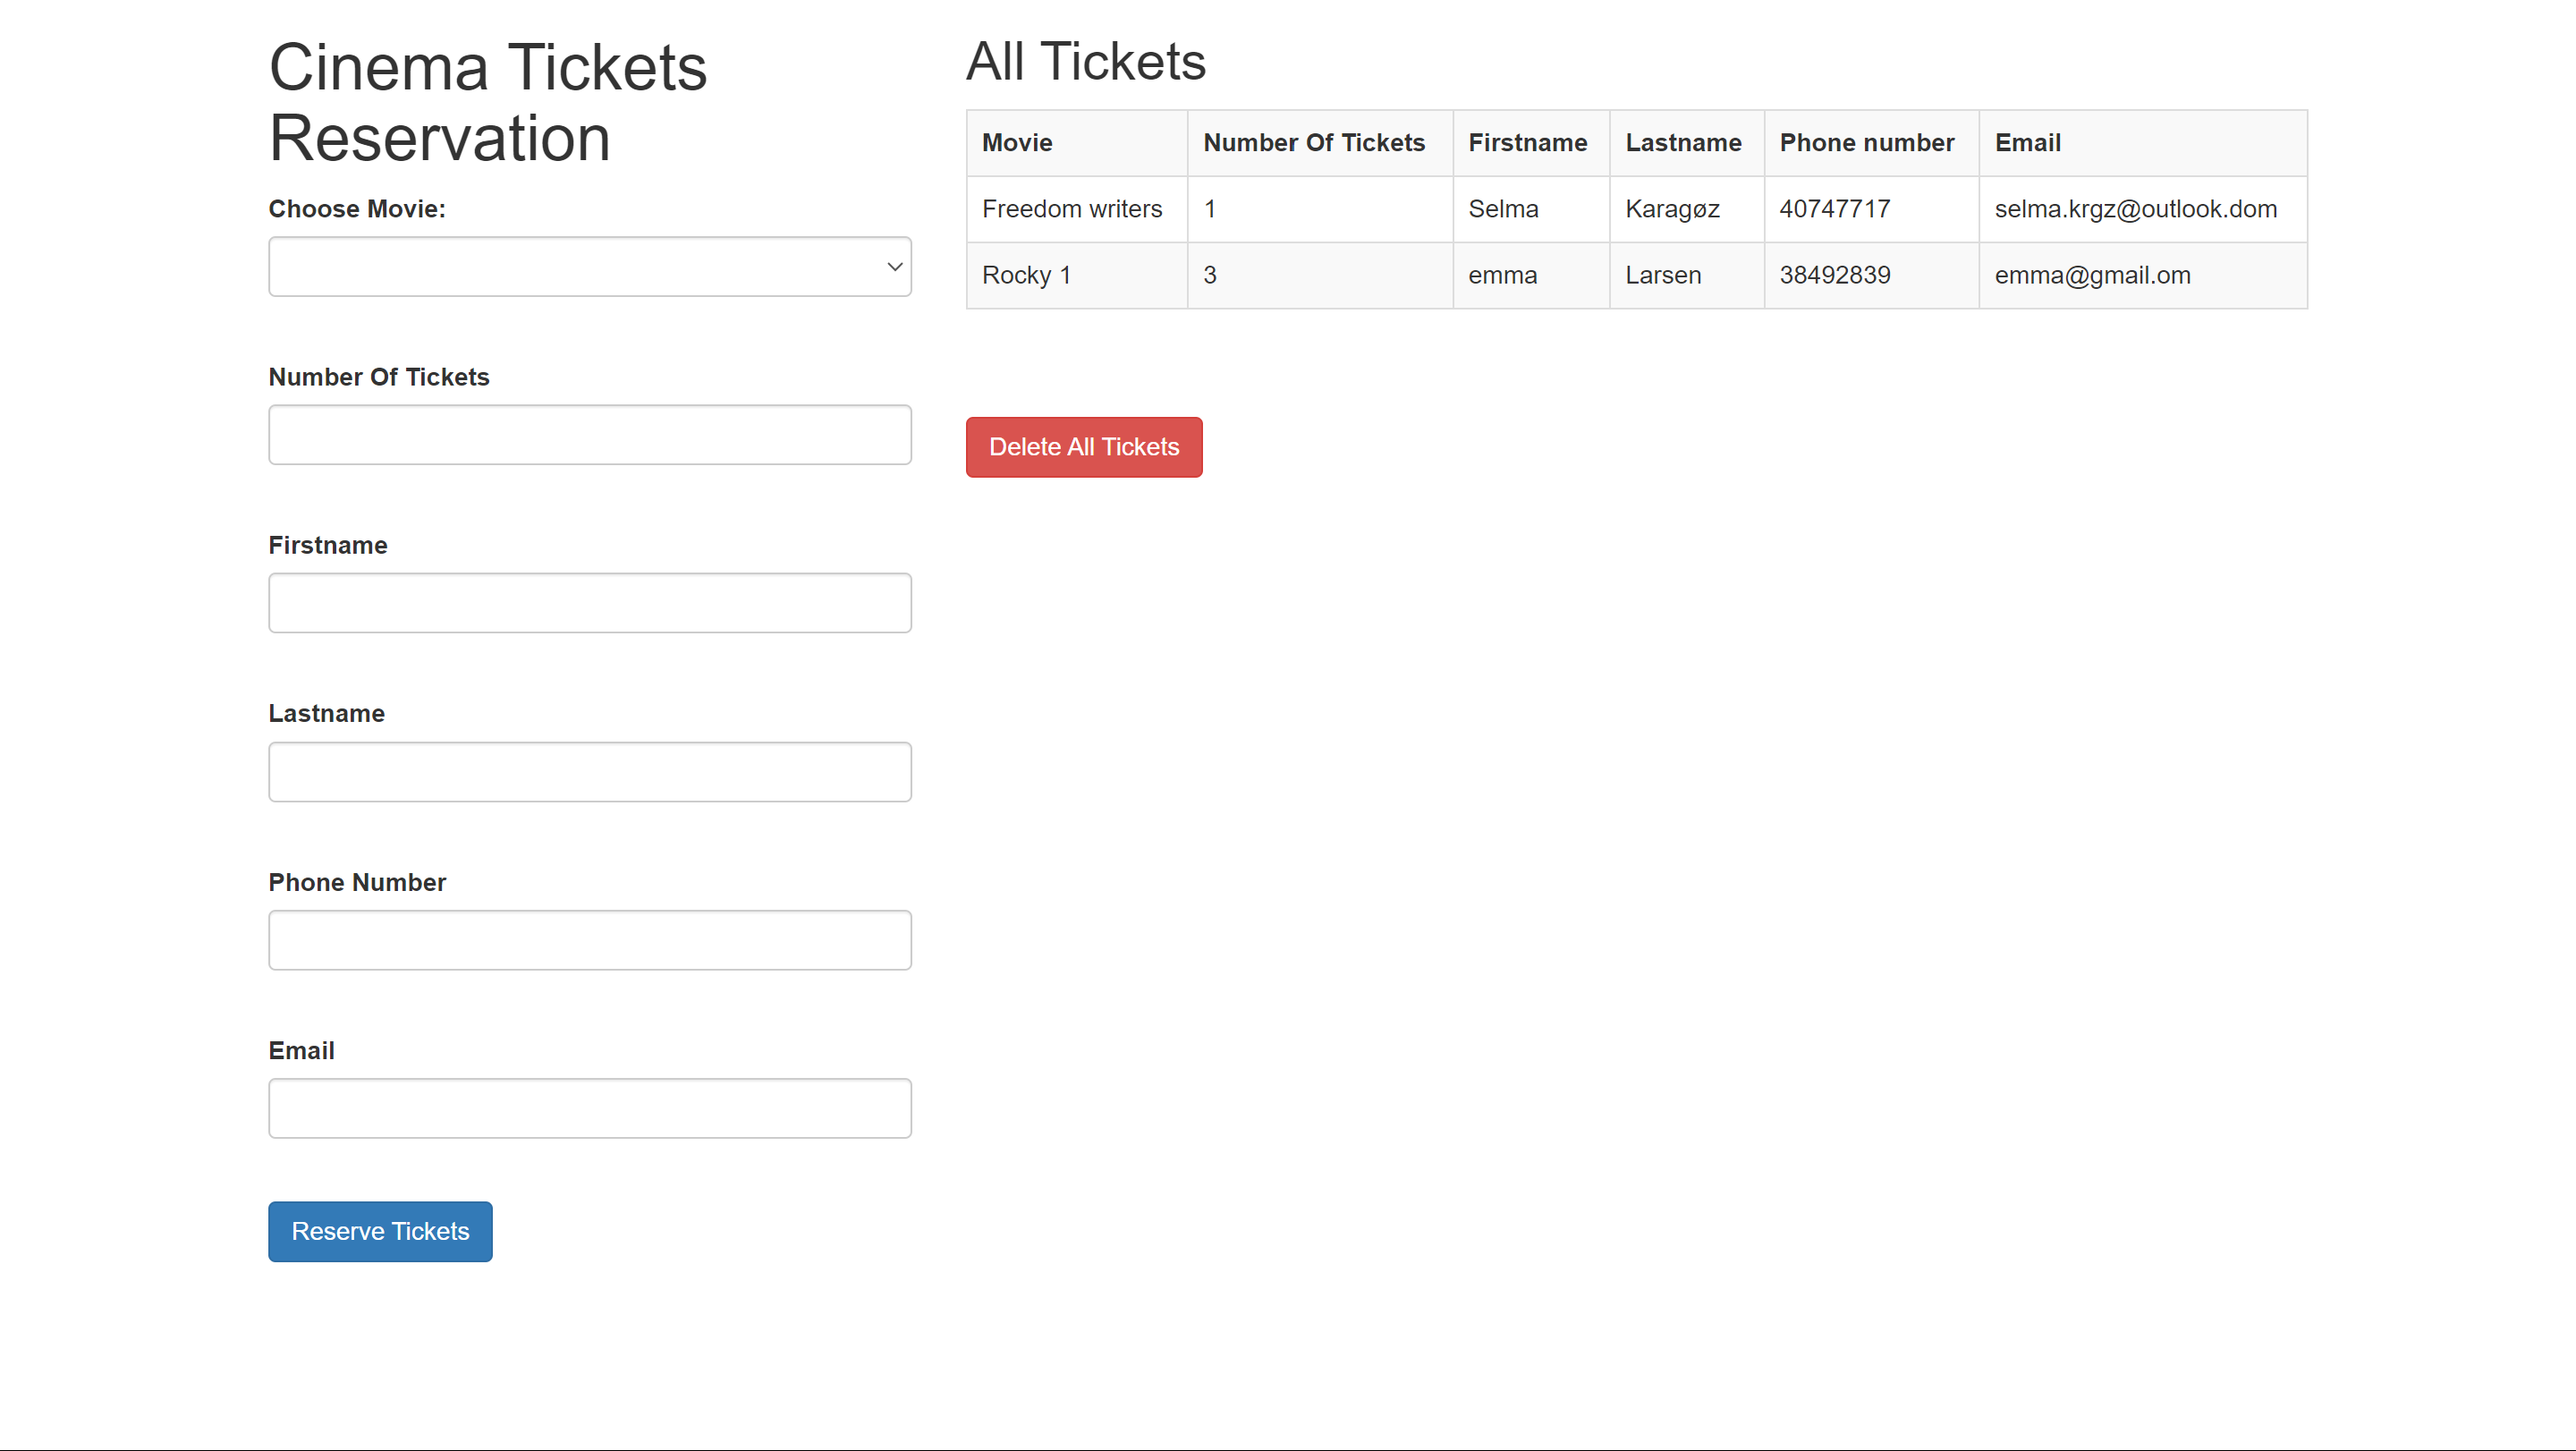 Cinema Tickets
Reservation
Choose Movie:
Number Of Tickets
Firstname
Lastname
Phone Number
Email
Reserve Tickets
All Tickets
Movie Number Of Tickets Firstname Lastname Phone number Email
Freedom writers 1 Selma Karagøz 40747717 selma.krgz@outlook.dom
Rocky 1 3 emma Larsen 38492839 emma@gmail.om
Delete All Tickets